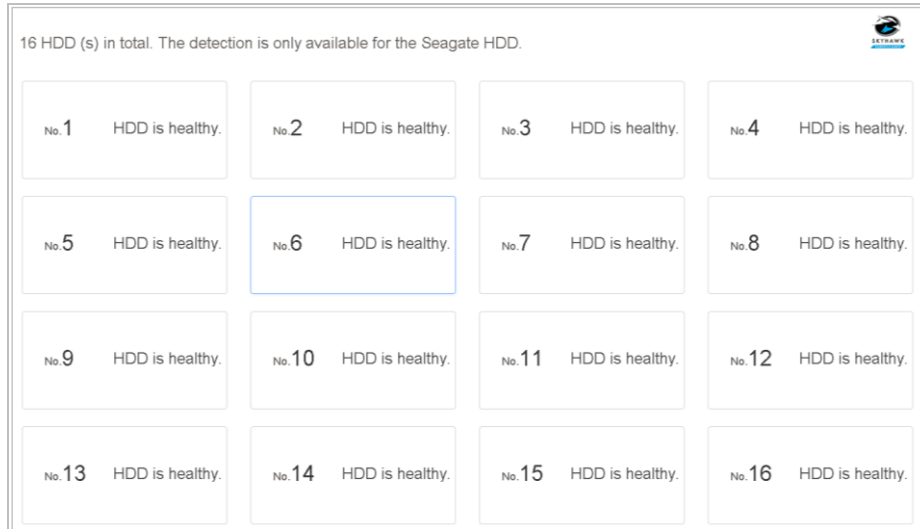 16 HDD (s) in total. The detection is only available for the Seagate HDD.
SKYHAWK
No.1 HDD is healthy.
No.2 HDD is healthy.
No.3 HDD is healthy.
No.4 HDD is healthy.
No.5 HDD is healthy.
No.6 HDD is healthy.
No.7 HDD is healthy.
No.8 HDD is healthy.
No.9 HDD is healthy.
No.10 HDD is healthy.
No.11 HDD is healthy.
No.12 HDD is healthy.
No.13 HDD is healthy.
No.14 HDD is healthy.
No.15 HDD is healthy.
No.16 HDD is healthy.